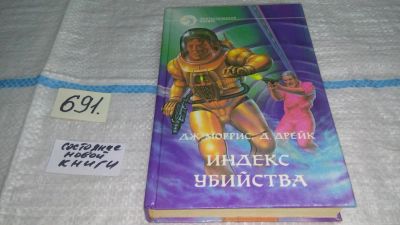 691.
состояние
новой
книги
ДЖ. МОРРИС, Д. ДРЕЙК
ИНДЕКС
УБИЙСТВА